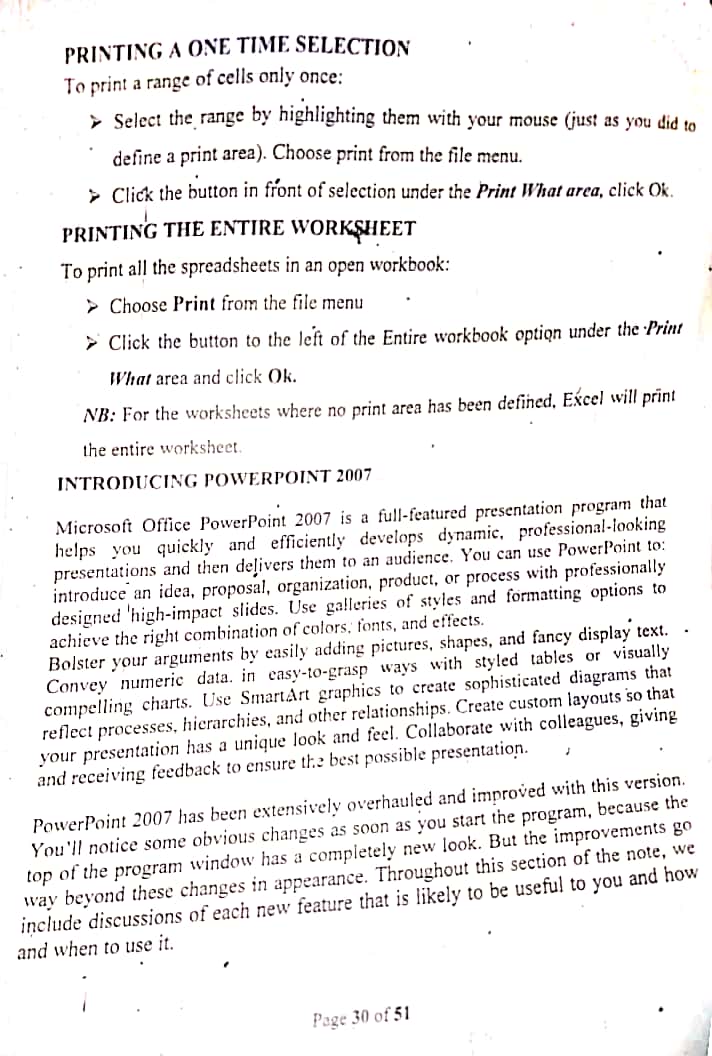 PRINTING A ONE TIME SELECTION
To print a range of cells only once:
➢ Select the range by highlighting them with your mouse (just as you did to
define a print area). Choose print from the file menu.
➢ Click the button in front of selection under the Print What area, click Ok.
PRINTING THE ENTIRE WORKSHEET
To print all the spreadsheets in an open workbook:
➢ Choose Print from the file menu
➢ Click the button to the left of the Entire workbook option under the Print
What area and click Ok.
NB: For the worksheets where no print area has been defined, Excel will print
the entire worksheet.
INTRODUCING POWERPOINT 2007
Microsoft Office PowerPoint 2007 is a full-featured presentation program that
helps you quickly and efficiently develops dynamic, professional-looking
presentations and then delivers them to an audience. You can use PowerPoint to:
introduce an idea, proposal, organization, product, or process with professionally
designed high-impact slides. Use galleries of styles and formatting options to
achieve the right combination of colors, fonts, and effects.
Bolster your arguments by easily adding pictures, shapes, and fancy display text.
Convey numeric data in easy-to-grasp ways with styled tables or visually
compelling charts. Use SmartArt graphics to create sophisticated diagrams that
reflect processes, hierarchies, and other relationships. Create custom layouts so that
your presentation has a unique look and feel. Collaborate with colleagues, giving
and receiving feedback to ensure the best possible presentation.
PowerPoint 2007 has been extensively overhauled and improved with this version.
You'll notice some obvious changes as soon as you start the program, because the
top of the program window has a completely new look. But the improvements go
way beyond these changes in appearance. Throughout this section of the note, we
include discussions of each new feature that is likely to be useful to you and how
and when to use it.
Page 30 of 51